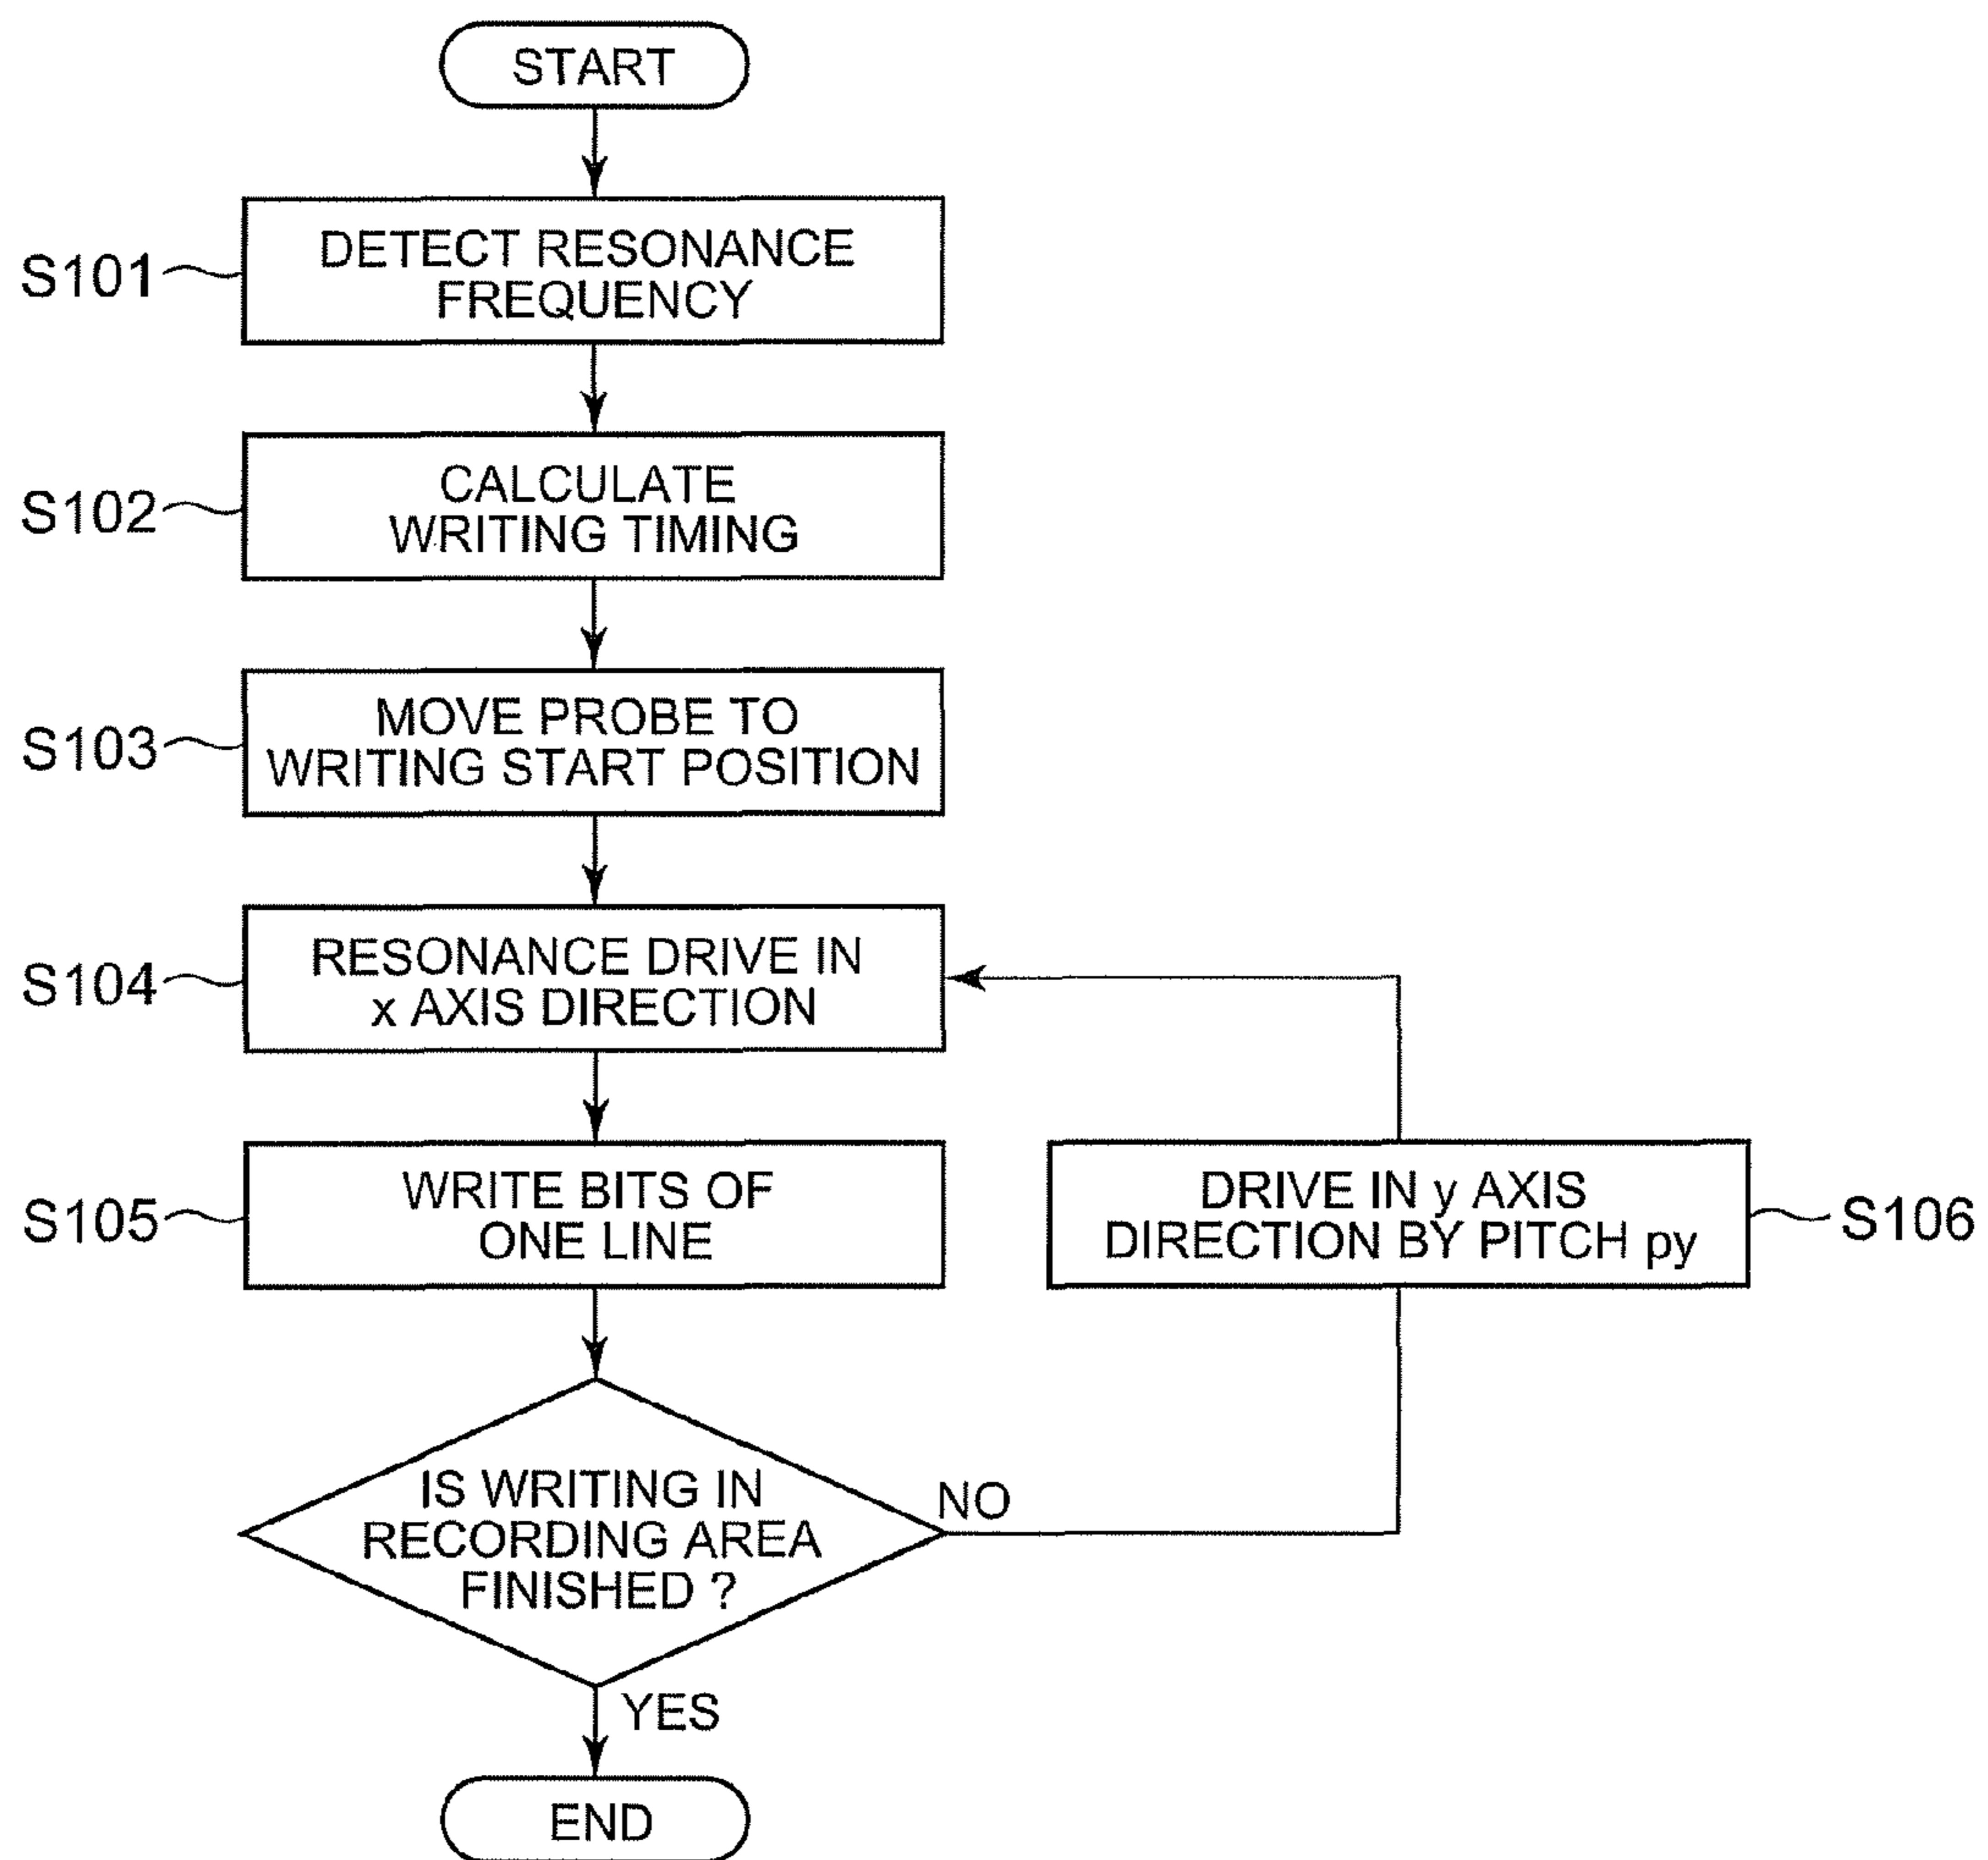 START
S101
DETECT RESONANCE
FREQUENCY
S102
CALCULATE
WRITING TIMING
S103
MOVE PROBE TO
WRITING START POSITION
S104
RESONANCE DRIVE IN
x AXIS DIRECTION
S105
WRITE BITS OF
ONE LINE
DRIVE IN y AXIS
DIRECTION BY PITCH py
S106
IS WRITING IN
RECORDING AREA
FINISHED ?
NO
YES
END